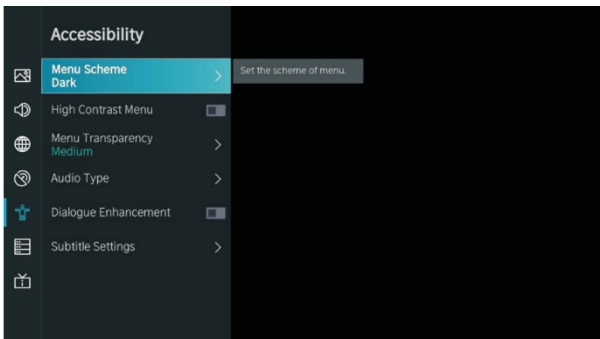 Accessibility
Menu Scheme
Dark
Set the scheme of menu.
High Contrast Menu
Menu Transparency
Medium
Audio Type
Dialogue Enhancement
Subtitle Settings